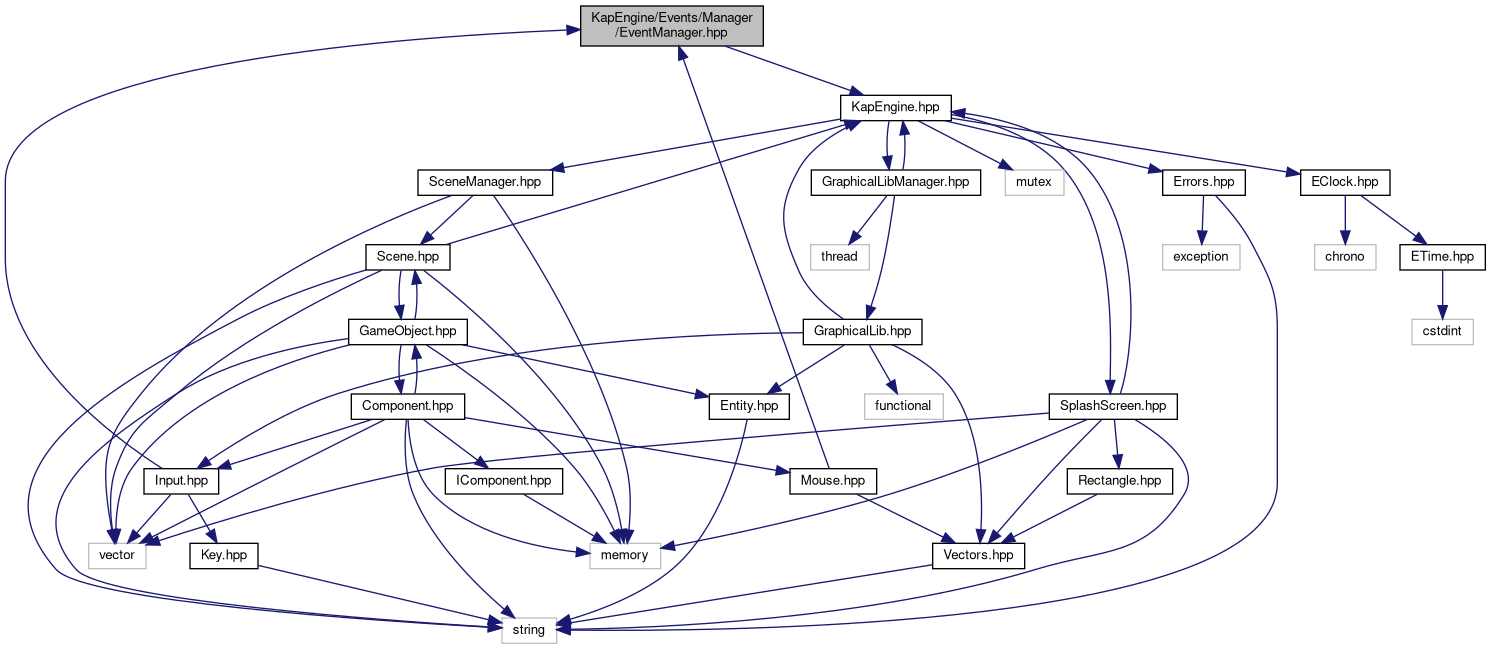 KapEngine/Events/Manager
/EventManager.hpp
KapEngine.hpp
SceneManager.hpp
GraphicalLibManager.hpp
mutex
Errors.hpp
EClock.hpp
Scene.hpp
thread
exception
chrono
ETime.hpp
GameObject.hpp
GraphicalLib.hpp
cstdint
Component.hpp
Entity.hpp
functional
SplashScreen.hpp
Input.hpp
IComponent.hpp
Mouse.hpp
Rectangle.hpp
vector
Key.hpp
memory
Vectors.hpp
string